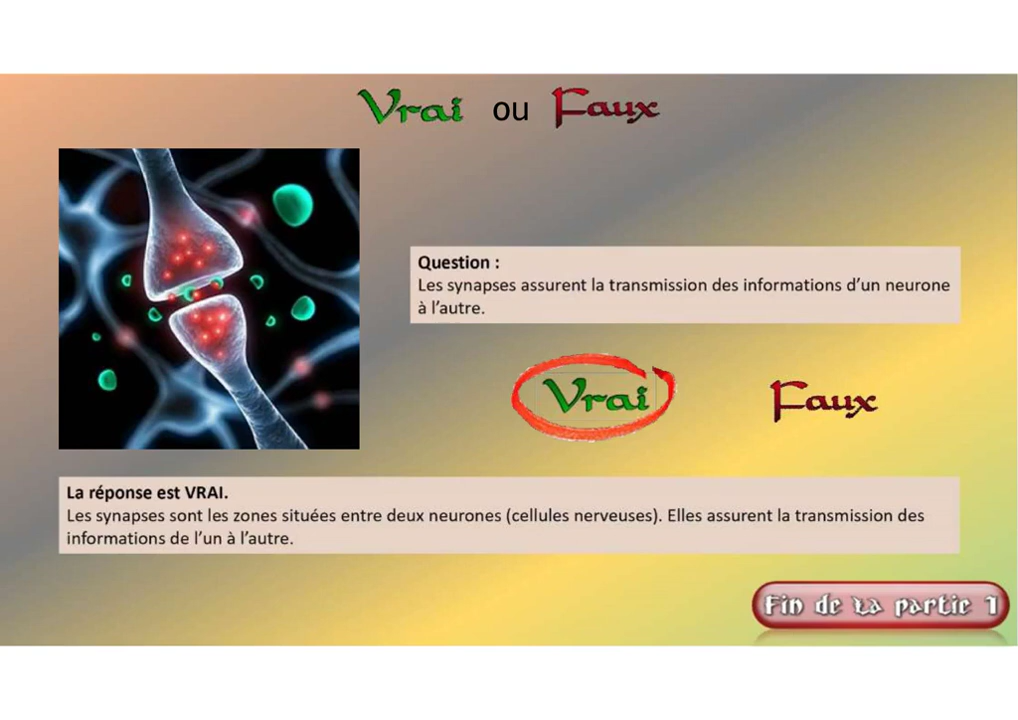 Vrai ou Faux
Question :
Les synapses assurent la transmission des informations d'un neurone
à l'autre.
Vrai Faux
La réponse est VRAI.
Les synapses sont les zones situées entre deux neurones (cellules nerveuses). Elles assurent la transmission des
informations de l'un à l'autre.
Fin de la partie 1